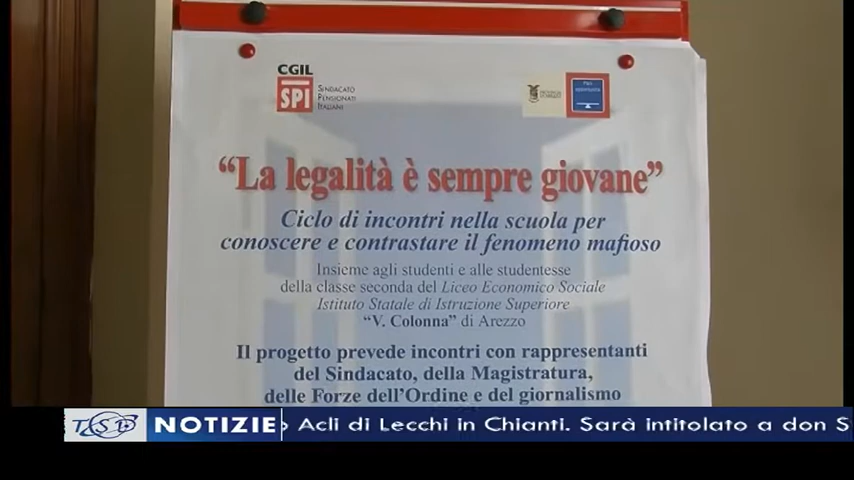 CGIL
SPI
SINDACATO
PENSIONATI
ITALIANI
"La legalità è sempre giovane"
Ciclo di incontri nella scuola per
conoscere e contrastare il fenomeno mafioso
Insieme agli studenti e alle studentesse
della classe seconda del Liceo Economico Sociale
Istituto Statale di Istruzione Superiore
"V. Colonna" di Arezzo
Il progetto prevede incontri con rappresentanti
del Sindacato, della Magistratura,
delle Forze dell'Ordine e del giornalismo
TSD NOTIZIE o Acli di Lecchi in Chianti. Sarà intitolato a don S